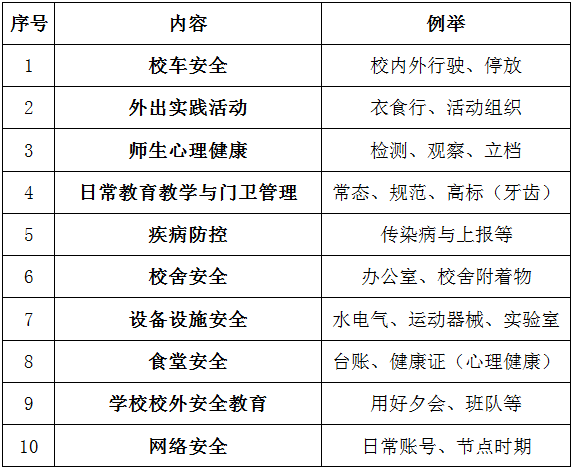 序号 内容 例举
1 校车安全 校内外行驶、停放
2 外出实践活动 衣食行、活动组织
3 师生心理健康 检测、观察、立档
4 日常教育教学与门卫管理 常态、规范、高标（牙齿）
5 疾病防控 传染病与上报等
6 校舍安全 办公室、校舍附着物
7 设备设施安全 水电气、运动器械、实验室
8 食堂安全 台账、健康证（心理健康）
9 学校校外安全教育 用好夕会、班队等
10 网络安全 日常账号、节点时期